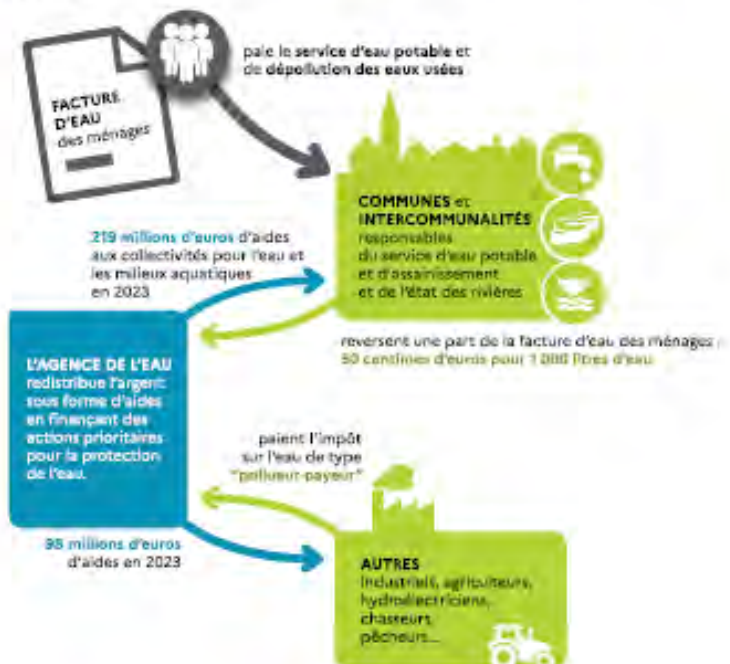 paie le service d'eau potable et
de dépollution des eaux usées
FACTURE
D'EAU
des ménages
COMMUNES et
INTERCOMMUNALITÉS
responsables
du service d'eau potable
et d'assainissement
et de l'état des rivières
219 millions d'euros d'aides
aux collectivités pour l'eau et
les milieux aquatiques
en 2023
reversent une part de la facture d'eau des ménages :
50 centimes d'euros pour 1 000 litres d'eau
L'AGENCE DE L'EAU
redistribue l'argent
sous forme d'aides
en finançant des
actions prioritaires
pour la protection
de l'eau.
paient l'impôt
sur l'eau de type
"pollueur-payeur"
98 millions d'euros
d'aides en 2023
AUTRES
industriels, agriculteurs,
hydroélectriciens,
chasseurs,
pêcheurs...